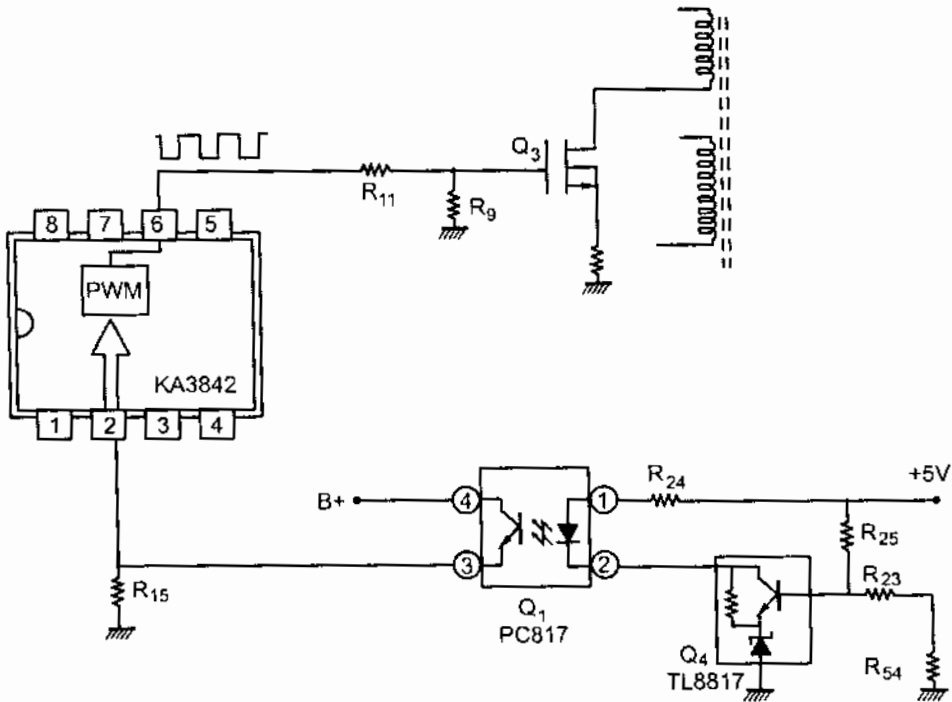 Q3
R11
R9
8 7 6 5
PWM
KA3842
1 2 3 4
R24
+5V
B+
4
1
R25
3
2
R23
R15
Q1
PC817
Q4
TL8817
R54